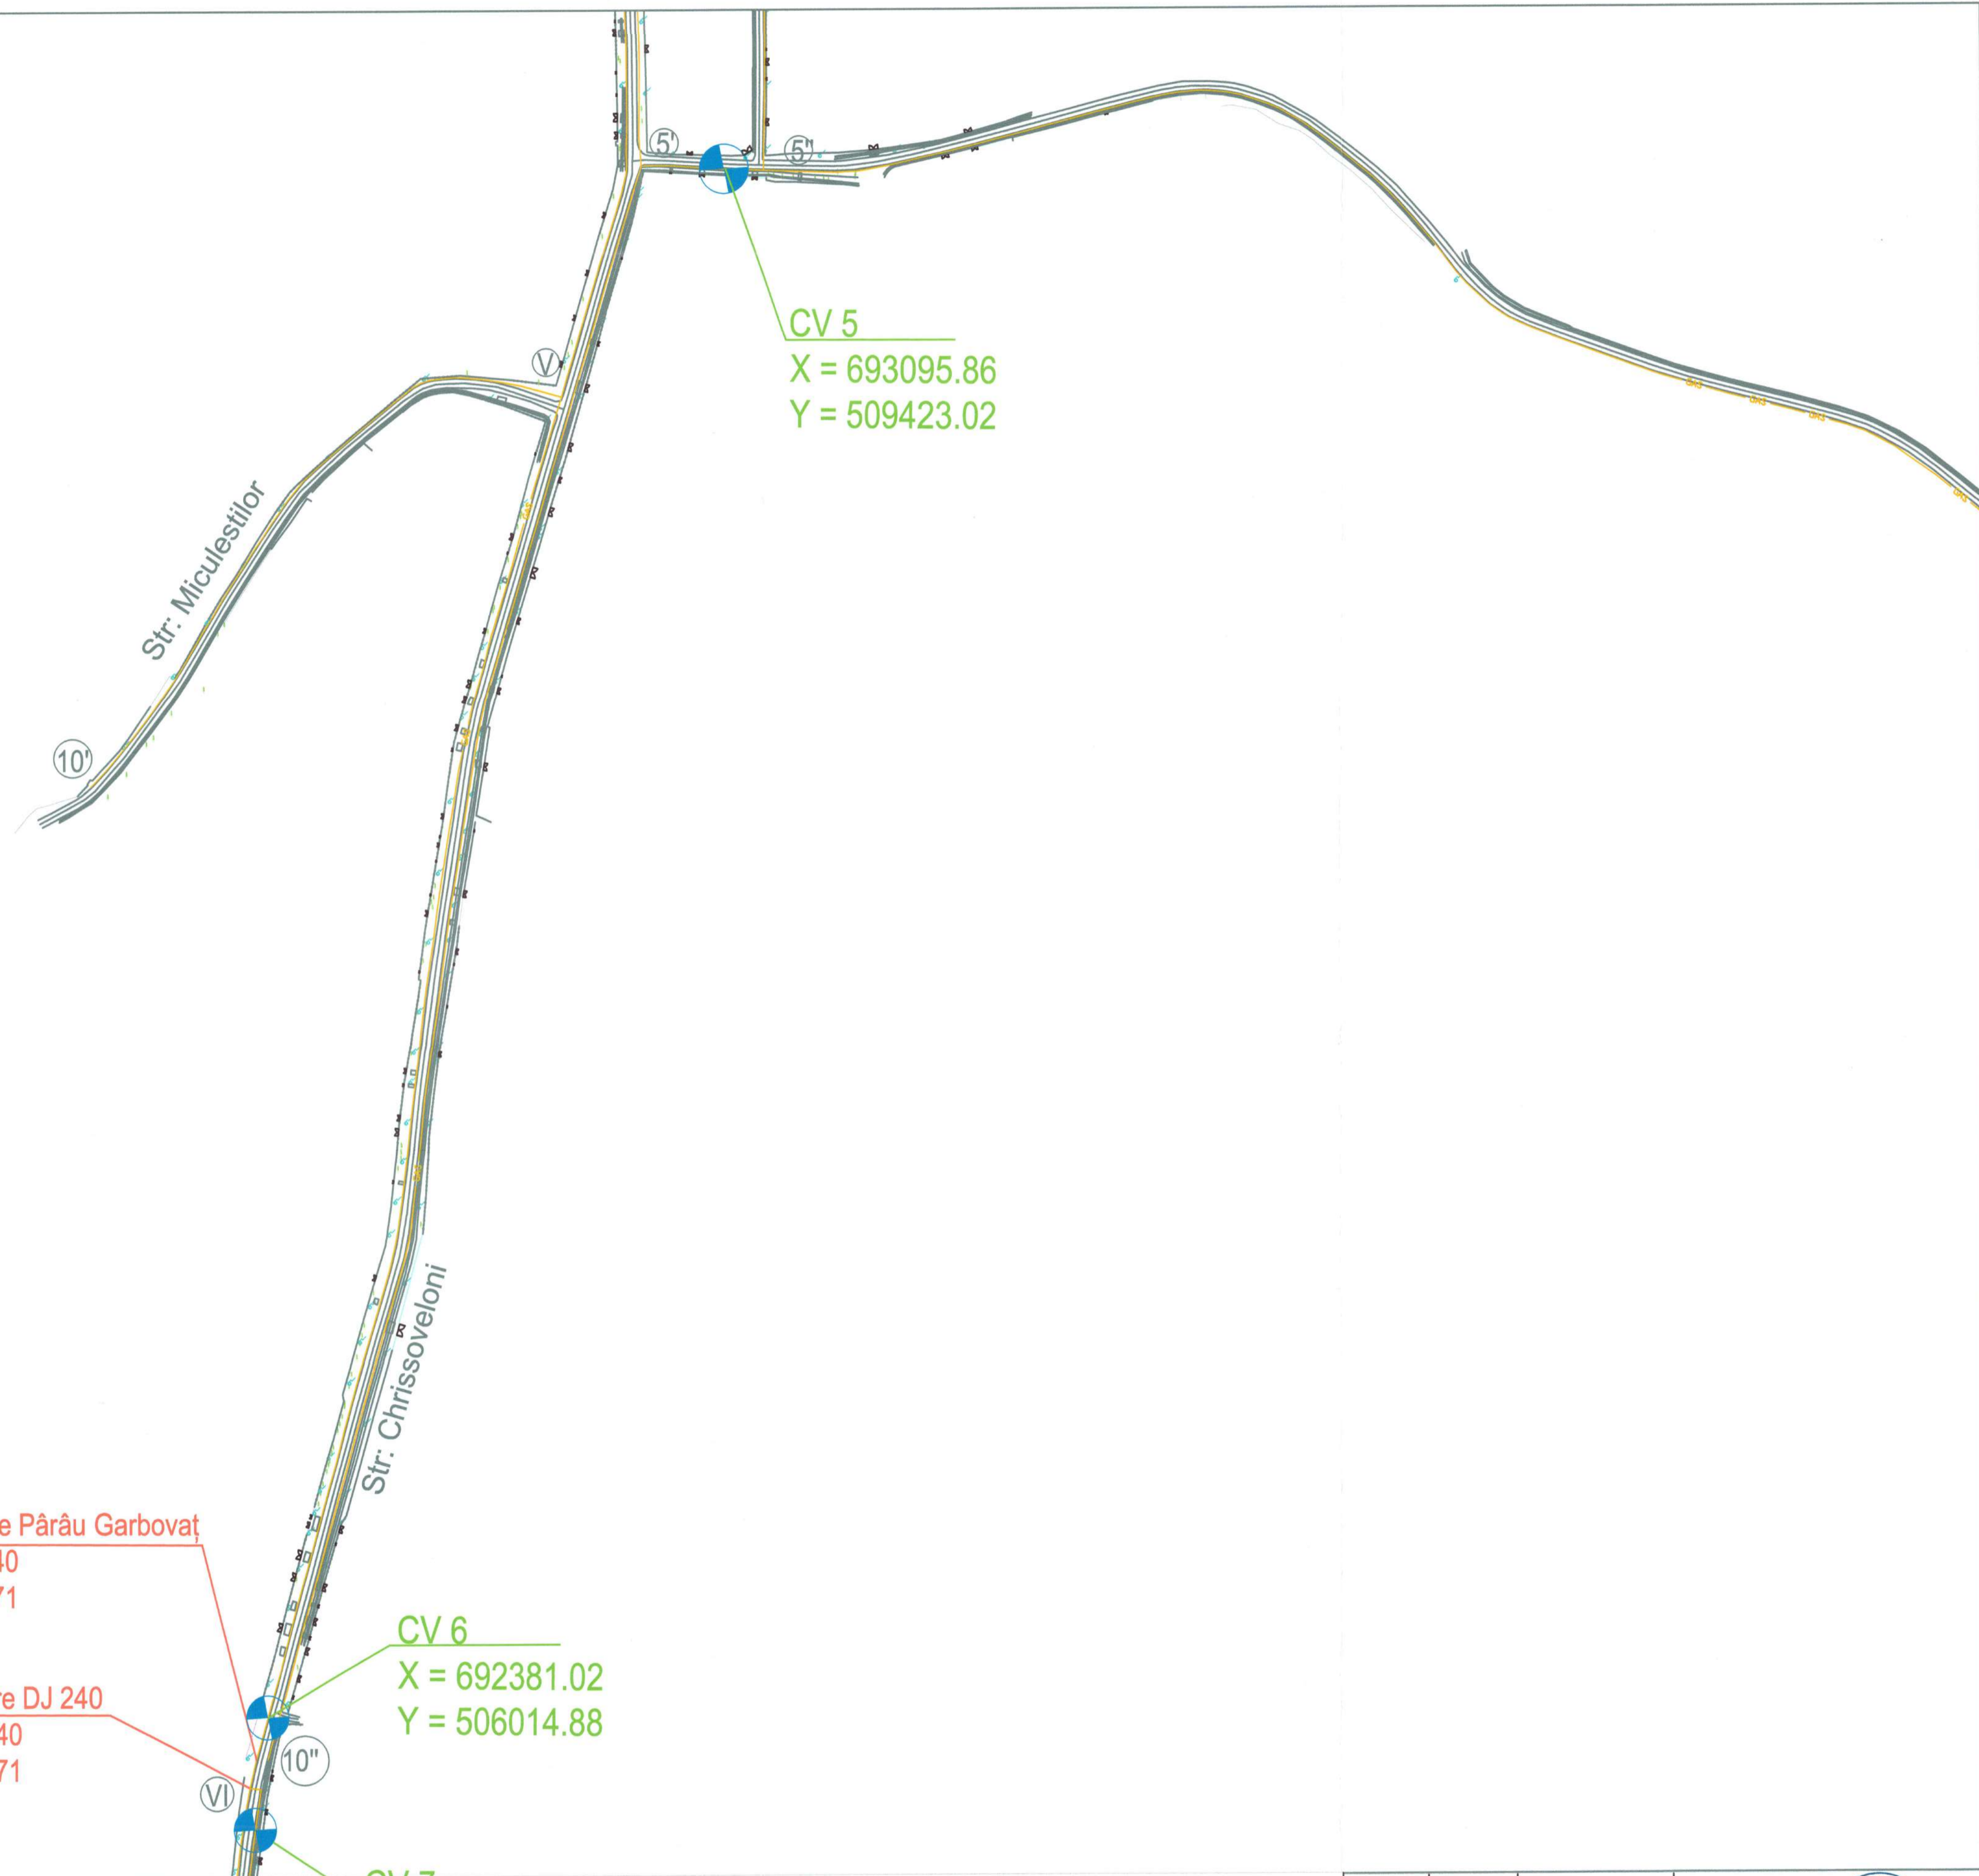 5'
5"
CV 5
X = 693095.86
Y = 509423.02
V
Str: Miculestilor
10'
Str: Chrissoveloni
e Pârâu Garbovaț
40
71
CV 6
X = 692381.02
Y = 506014.88
re DJ 240
40
71
10"
VI